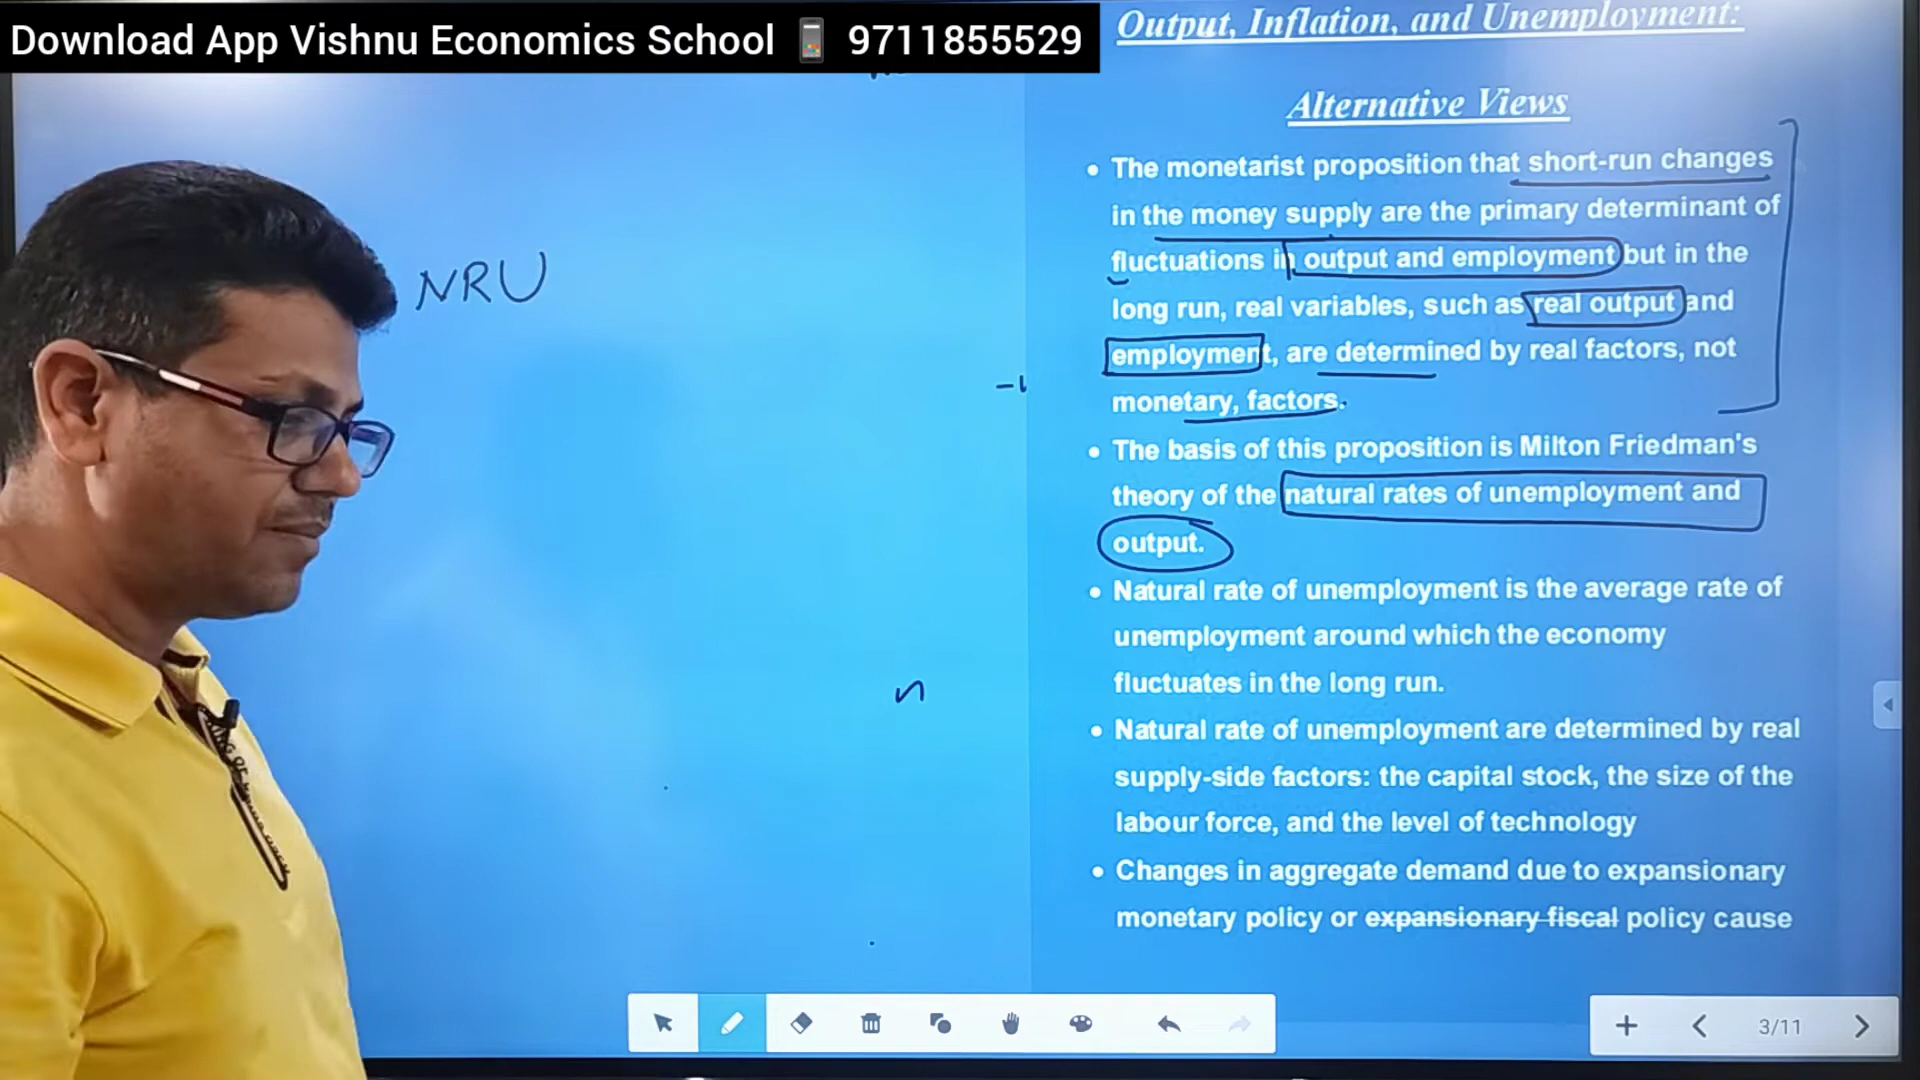 Download App Vishnu Economics School 📱 9711855529
Output, Inflation, and Unemployment:
Alternative Views
NRU
• The monetarist proposition that short-run changes
in the money supply are the primary determinant of
fluctuations in output and employment but in the
long run, real variables, such as real output and
employment, are determined by real factors, not
monetary, factors.
• The basis of this proposition is Milton Friedman's
theory of the natural rates of unemployment and
output.
• Natural rate of unemployment is the average rate of
unemployment around which the economy
fluctuates in the long run.
n
• Natural rate of unemployment are determined by real
supply-side factors: the capital stock, the size of the
labour force, and the level of technology
• Changes in aggregate demand due to expansionary
monetary policy or expansionary fiscal policy cause
3/11